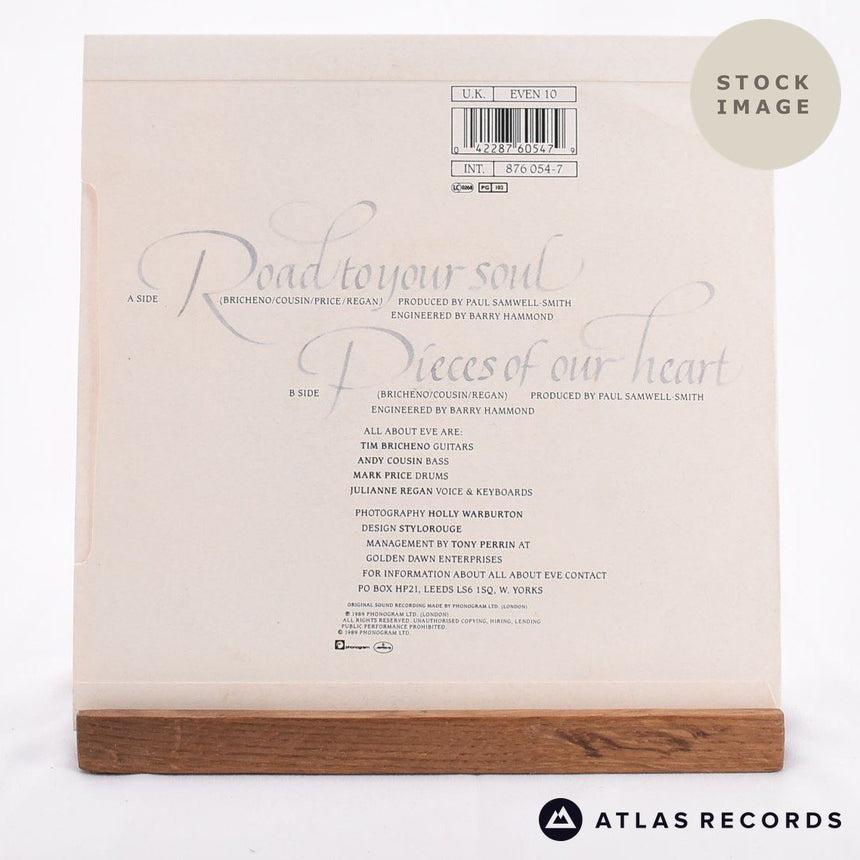 STOCK
IMAGE
U.K. EVEN 10
0 42287 60547 9
INT. 876 054-7
LC 0268 PG 102
Road to your soul
A SIDE (BRICHENO/COUSIN/PRICE/REGAN) PRODUCED BY PAUL SAMWELL-SMITH
ENGINEERED BY BARRY HAMMOND
Pieces of our heart
B SIDE (BRICHENO/COUSIN/REGAN) PRODUCED BY PAUL SAMWELL-SMITH
ENGINEERED BY BARRY HAMMOND
ALL ABOUT EVE ARE:
TIM BRICHENO GUITARS
ANDY COUSIN BASS
MARK PRICE DRUMS
JULIANNE REGAN VOICE & KEYBOARDS
PHOTOGRAPHY HOLLY WARBURTON
DESIGN STYLOROUGE
MANAGEMENT BY TONY PERRIN AT
GOLDEN DAWN ENTERPRISES
FOR INFORMATION ABOUT ALL ABOUT EVE CONTACT
PO BOX HP21, LEEDS LS6 1SQ, W. YORKS
ORIGINAL SOUND RECORDING MADE BY PHONOGRAM LTD. (LONDON)
℗ 1989 PHONOGRAM LTD. (LONDON)
ALL RIGHTS RESERVED. UNAUTHORISED COPYING, HIRING, LENDING
PUBLIC PERFORMANCE PROHIBITED.
© 1989 PHONOGRAM LTD.
phonogram
ATLAS RECORDS